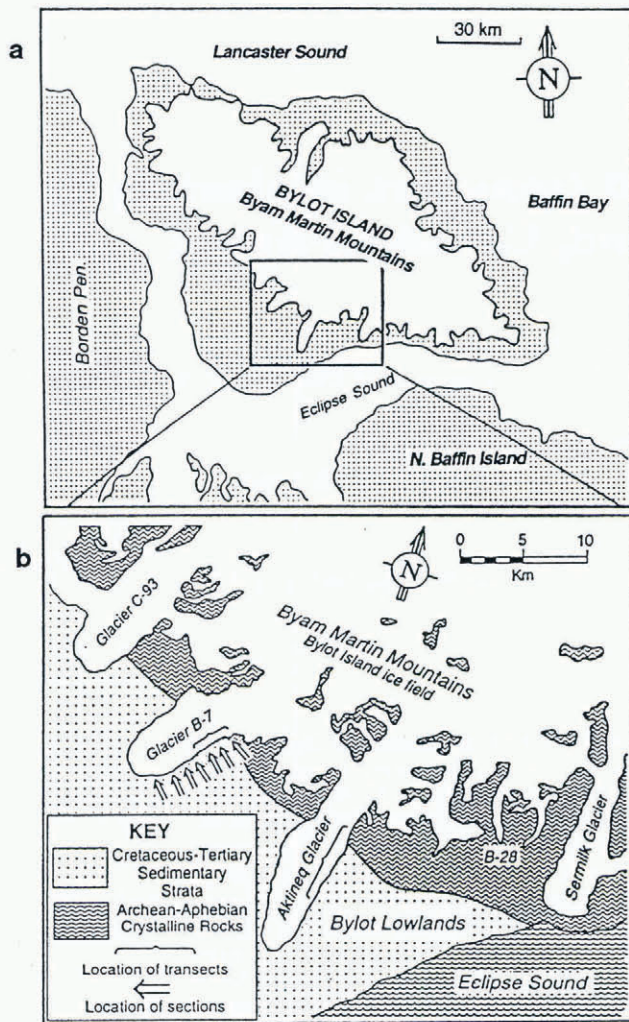 a
Lancaster Sound
30 km
N
BYLOT ISLAND
Byam Martin Mountains
Baffin Bay
Borden Pen.
Eclipse Sound
N. Baffin Island
b
N
0 5 10
Km
Glacier C-93
Byam Martin Mountains
Bylot Island ice field
Glacier B-7
Aktineq Glacier
B-28
Sermilk Glacier
Bylot Lowlands
Eclipse Sound
KEY
Cretaceous-Tertiary
Sedimentary
Strata
Archean-Aphebian
Crystalline Rocks
Location of transects
Location of sections